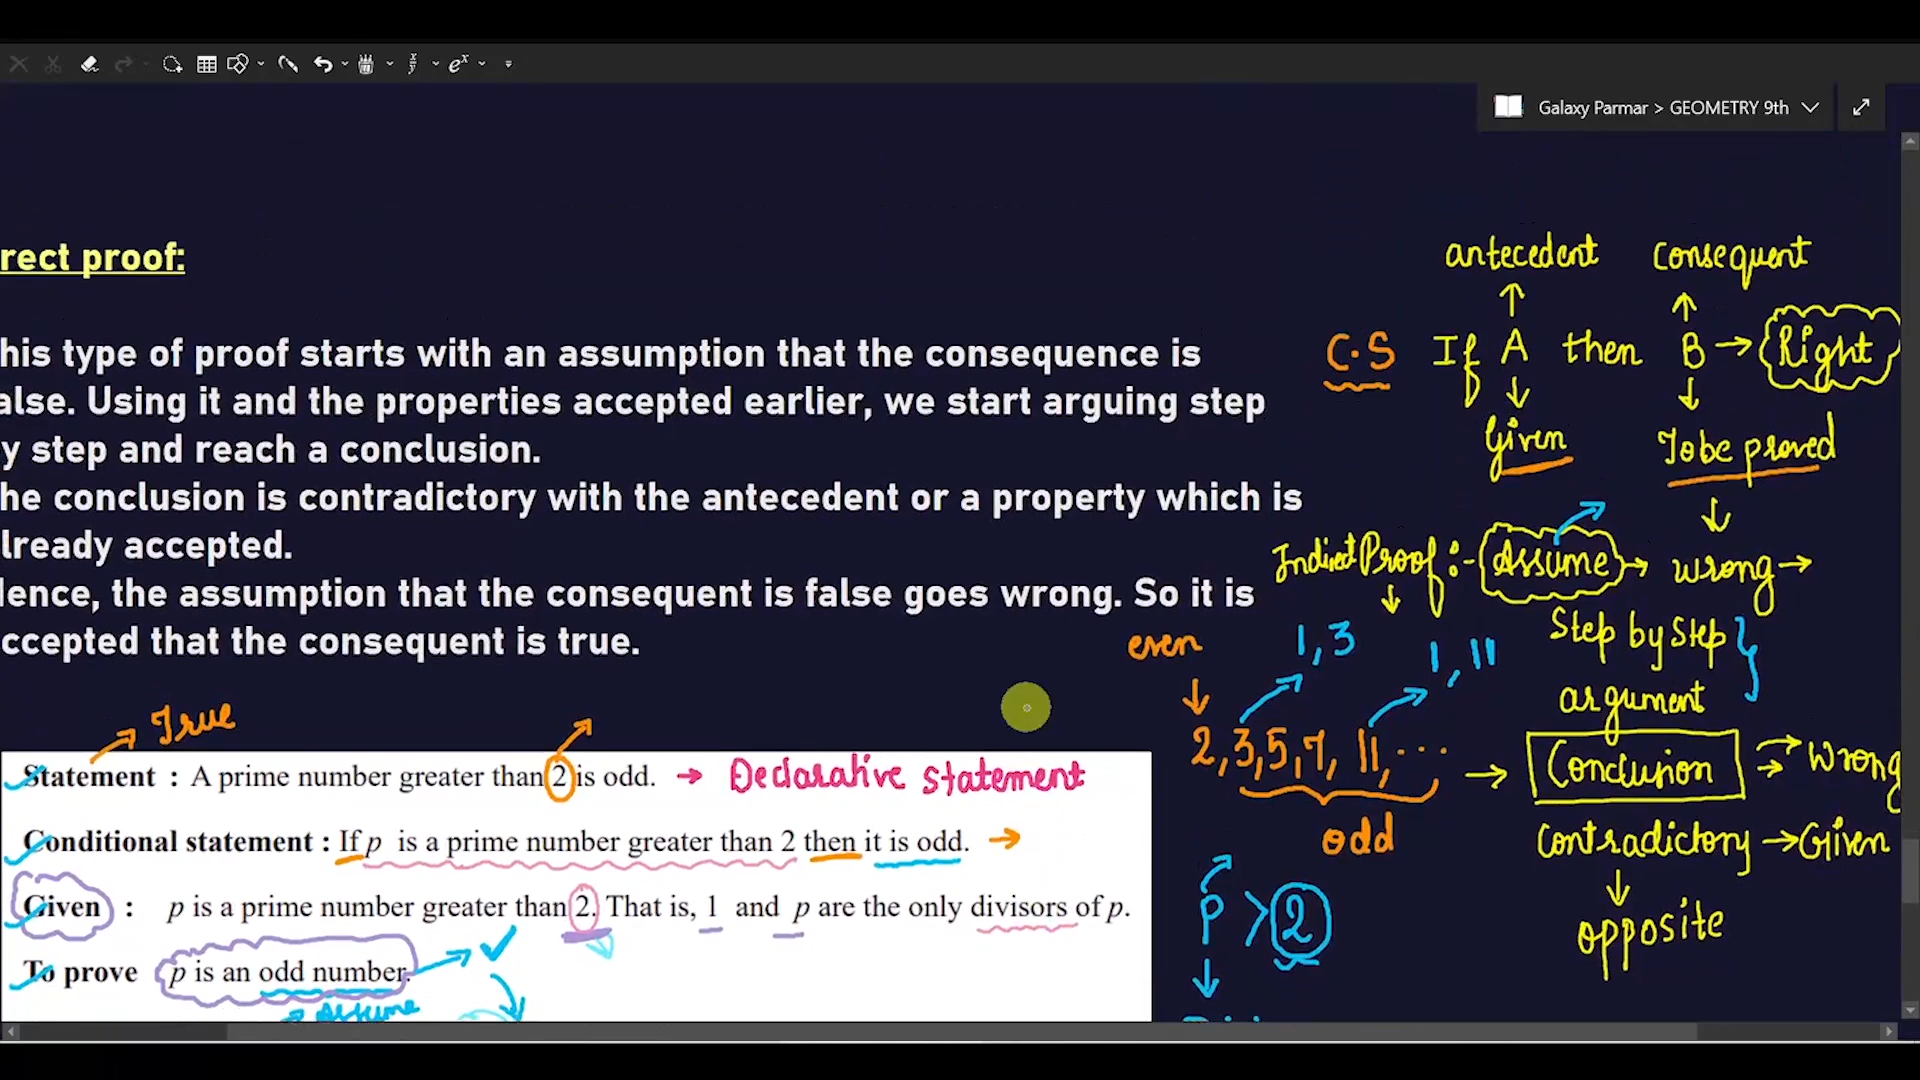 Galaxy Parmar > GEOMETRY 9th
rect proof:
his type of proof starts with an assumption that the consequence is
alse. Using it and the properties accepted earlier, we start arguing step
y step and reach a conclusion.
he conclusion is contradictory with the antecedent or a property which is
lready accepted.
lence, the assumption that the consequent is false goes wrong. So it is
ccepted that the consequent is true.
True
Statement : A prime number greater than 2 is odd. → Declarative statement
Conditional statement : If p is a prime number greater than 2 then it is odd. →
Given : p is a prime number greater than 2. That is, 1 and p are the only divisors of p.
To prove p is an odd number.
Assume
antecedent consequent
C.S If A then B → Right
Given To be proved
Indirect Proof :- Assume → wrong →
Step by Step
argument
even 1, 3 1, 11
2, 3, 5, 7, 11, ... → Conclusion → wrong
odd
Contradictory → Given
opposite
p > 2